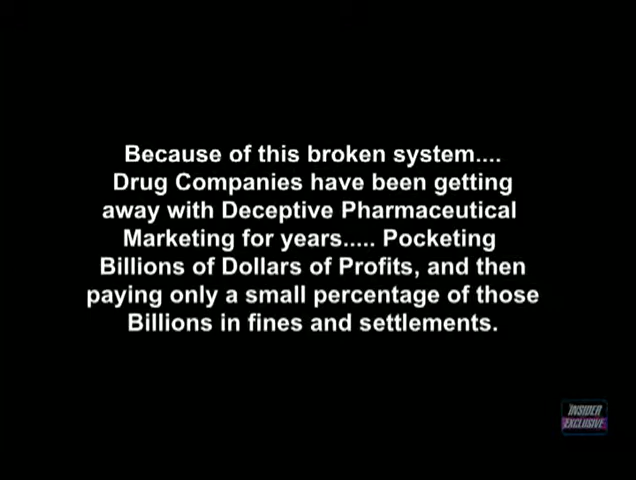 Because of this broken system....
Drug Companies have been getting
away with Deceptive Pharmaceutical
Marketing for years..... Pocketing
Billions of Dollars of Profits, and then
paying only a small percentage of those
Billions in fines and settlements.
INSIDER
EXCLUSIVE